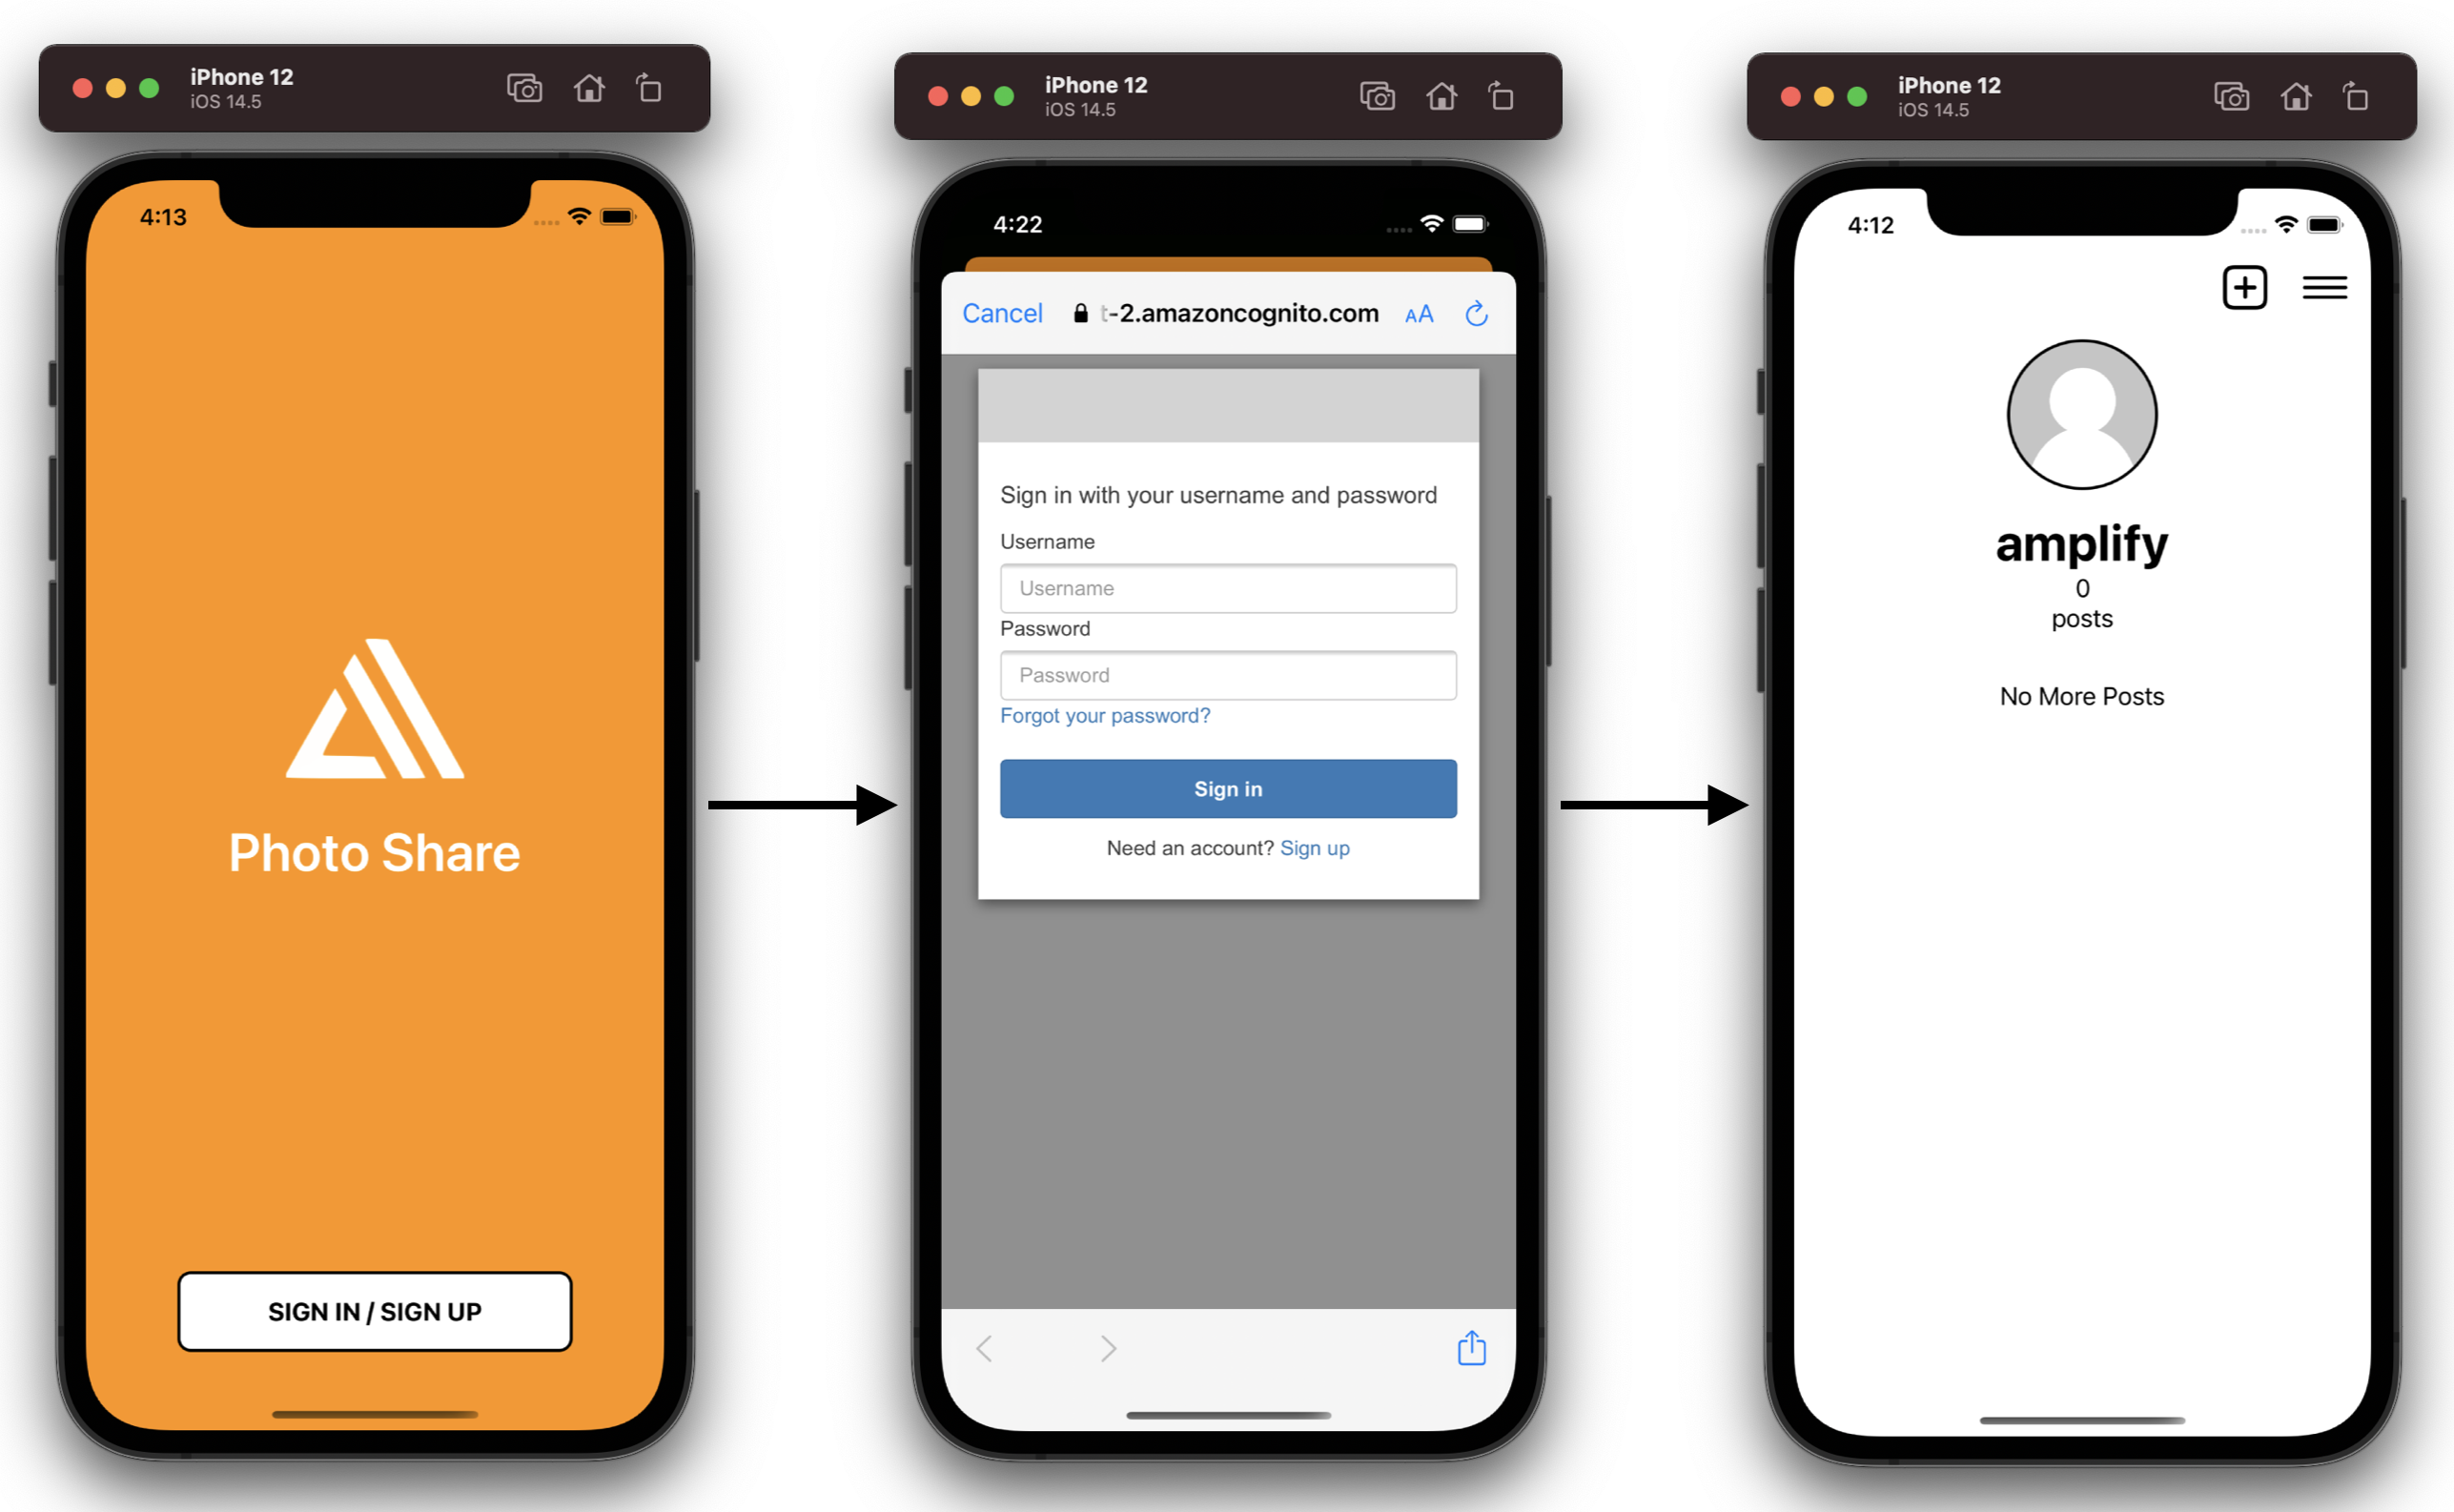 iPhone 12
iOS 14.5
4:13
Photo Share
SIGN IN / SIGN UP
iPhone 12
iOS 14.5
4:22
Cancel
t-2.amazoncognito.com
AA
Sign in with your username and password
Username
Username
Password
Password
Forgot your password?
Sign in
Need an account? Sign up
iPhone 12
iOS 14.5
4:12
amplify
0
posts
No More Posts